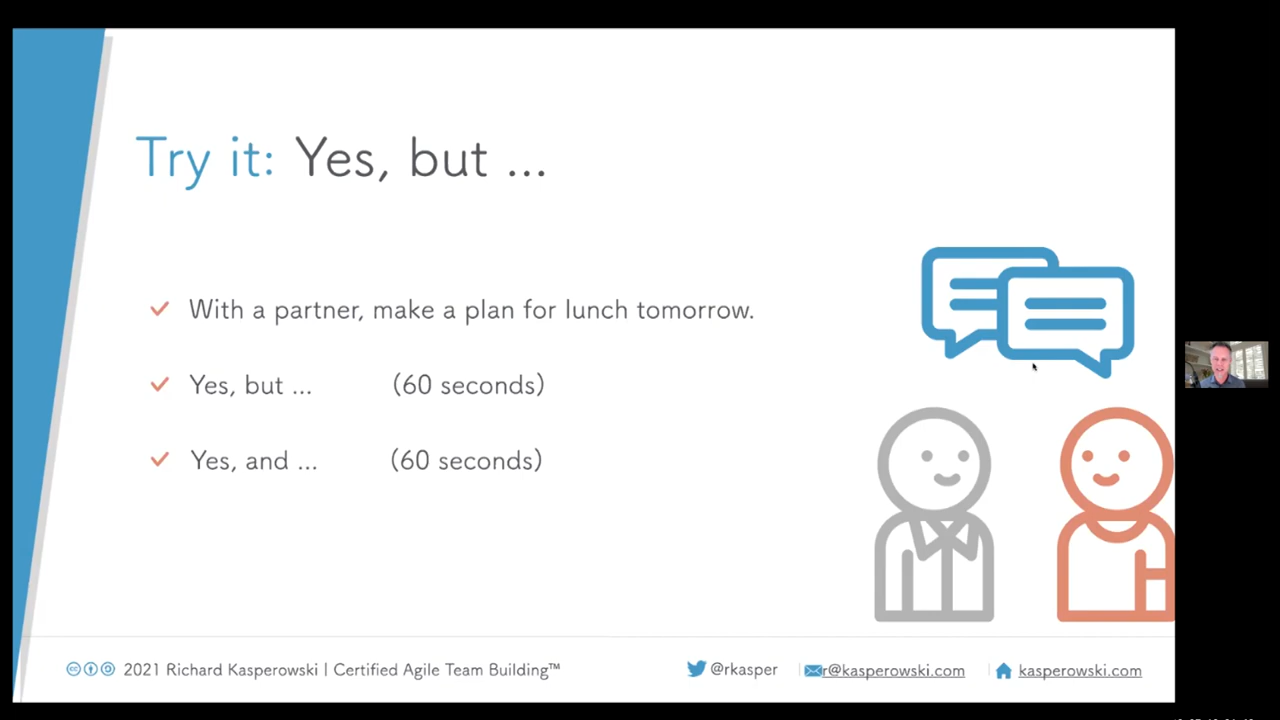 Try it: Yes, but ...
With a partner, make a plan for lunch tomorrow.
Yes, but ... (60 seconds)
Yes, and ... (60 seconds)
2021 Richard Kasperowski | Certified Agile Team Building™ @rkasper r@kasperowski.com kasperowski.com